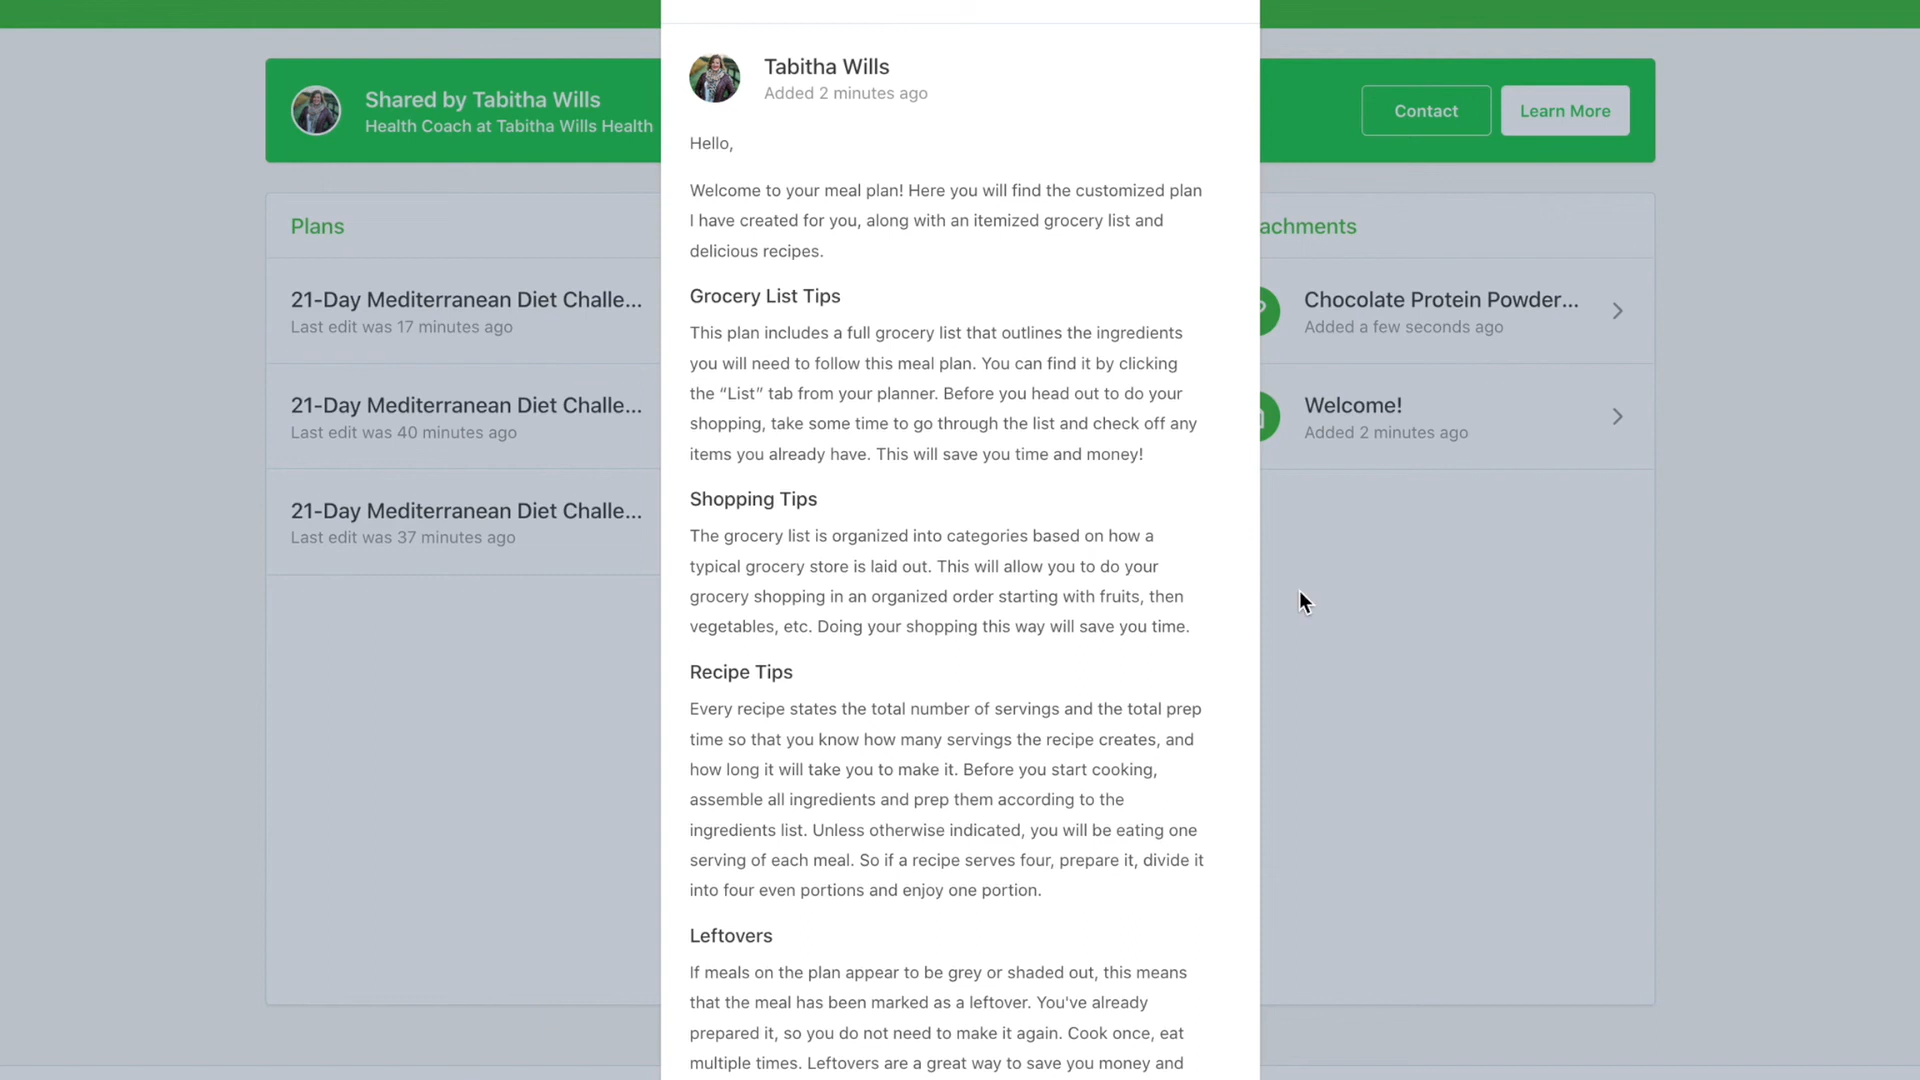 Shared by Tabitha Wills
Health Coach at Tabitha Wills Health
Contact
Learn More
Plans
21-Day Mediterranean Diet Challe...
Last edit was 17 minutes ago
21-Day Mediterranean Diet Challe...
Last edit was 40 minutes ago
21-Day Mediterranean Diet Challe...
Last edit was 37 minutes ago
Tabitha Wills
Added 2 minutes ago
Hello,
Welcome to your meal plan! Here you will find the customized plan
I have created for you, along with an itemized grocery list and
delicious recipes.
Grocery List Tips
This plan includes a full grocery list that outlines the ingredients
you will need to follow this meal plan. You can find it by clicking
the “List” tab from your planner. Before you head out to do your
shopping, take some time to go through the list and check off any
items you already have. This will save you time and money!
Shopping Tips
The grocery list is organized into categories based on how a
typical grocery store is laid out. This will allow you to do your
grocery shopping in an organized order starting with fruits, then
vegetables, etc. Doing your shopping this way will save you time.
Recipe Tips
Every recipe states the total number of servings and the total prep
time so that you know how many servings the recipe creates, and
how long it will take you to make it. Before you start cooking,
assemble all ingredients and prep them according to the
ingredients list. Unless otherwise indicated, you will be eating one
serving of each meal. So if a recipe serves four, prepare it, divide it
into four even portions and enjoy one portion.
Leftovers
If meals on the plan appear to be grey or shaded out, this means
that the meal has been marked as a leftover. You've already
prepared it, so you do not need to make it again. Cook once, eat
multiple times. Leftovers are a great way to save you money and
achments
Chocolate Protein Powder...
Added a few seconds ago
Welcome!
Added 2 minutes ago